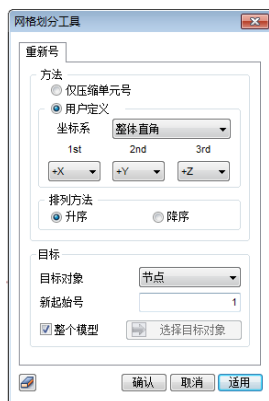 网格划分工具
重新号
方法
仅压缩单元号
用户定义
坐标系 整体直角
1st 2nd 3rd
+X +Y +Z
排列方法
升序 降序
目标
目标对象 节点
新起始号 1
整个模型 选择目标对象
确认 取消 适用